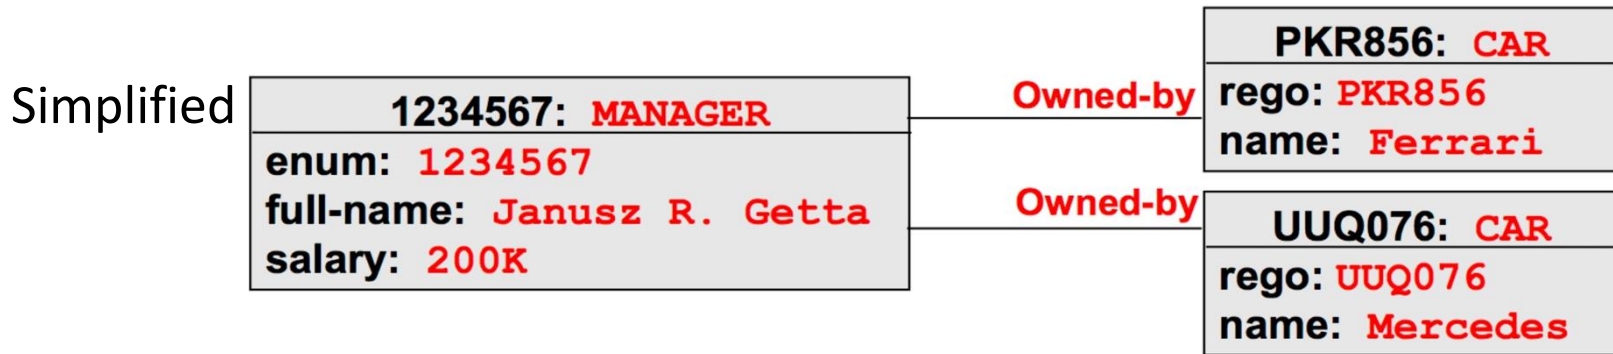 Simplified
1234567: MANAGER
enum: 1234567
full-name: Janusz R. Getta
salary: 200K
Owned-by
Owned-by
PKR856: CAR
rego: PKR856
name: Ferrari
UUQ076: CAR
rego: UUQ076
name: Mercedes